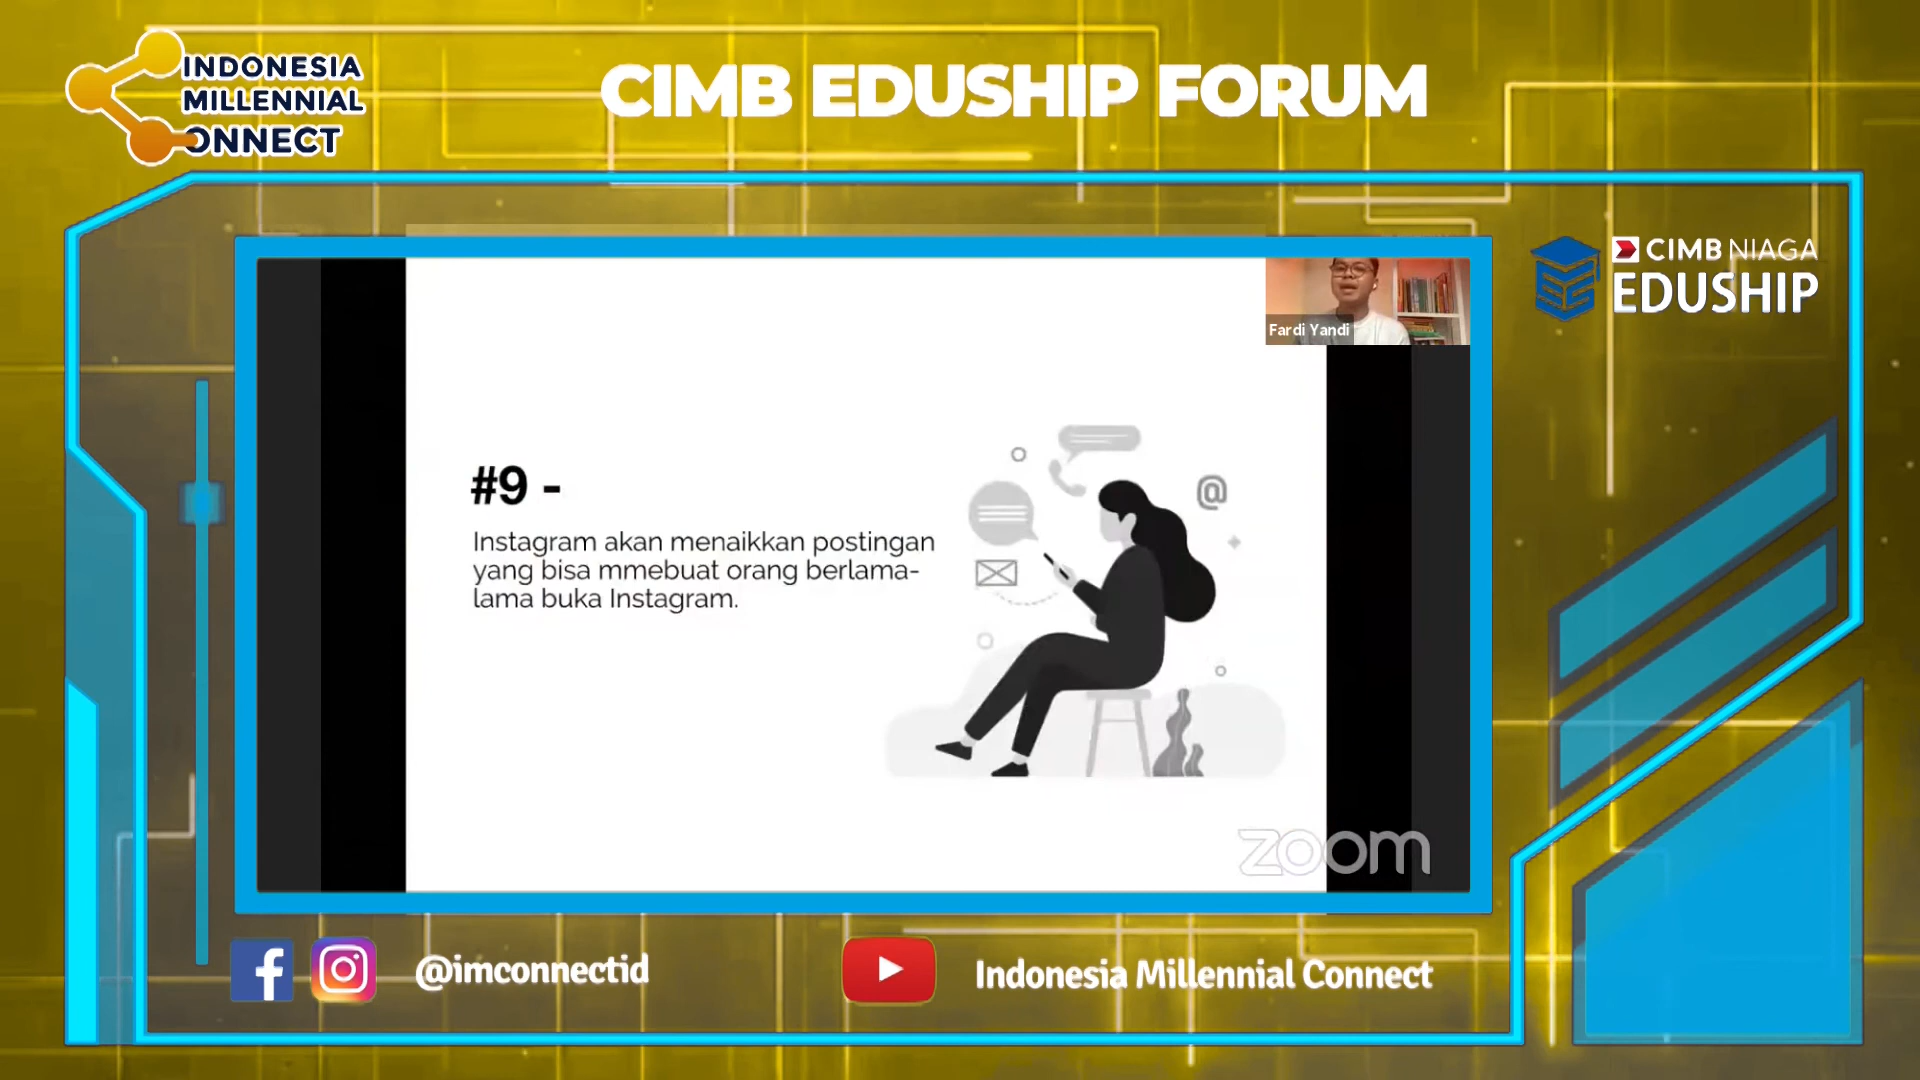 INDONESIA
MILLENNIAL
CONNECT
CIMB EDUSHIP FORUM
CIMB NIAGA
EDUSHIP
Fardi Yandi
#9 -
Instagram akan menaikkan postingan
yang bisa mmebuat orang berlama-
lama buka Instagram.
@
zoom
@imconnectid
Indonesia Millennial Connect